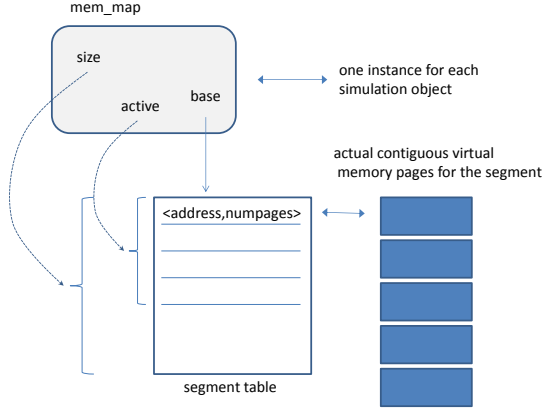 mem_map
size
active
base
one instance for each
simulation object
actual contiguous virtual
memory pages for the segment
<address,numpages>
segment table